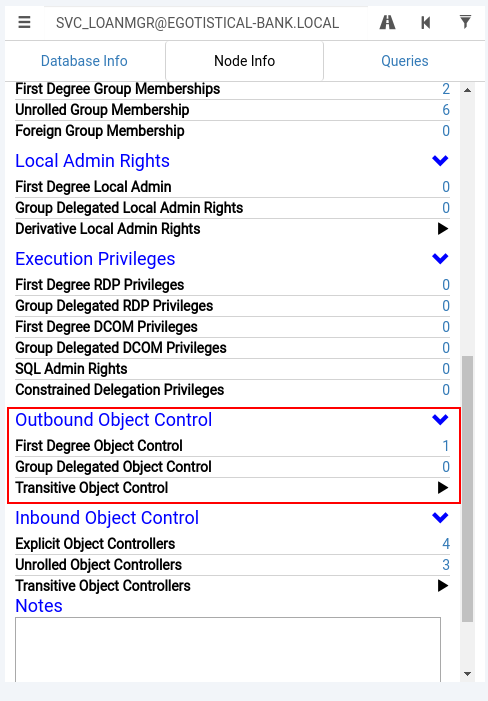 SVC_LOANMGR@EGOTISTICAL-BANK.LOCAL
Database Info Node Info Queries
First Degree Group Memberships 2
Unrolled Group Membership 6
Foreign Group Membership 0
Local Admin Rights
First Degree Local Admin 0
Group Delegated Local Admin Rights 0
Derivative Local Admin Rights
Execution Privileges
First Degree RDP Privileges 0
Group Delegated RDP Privileges 0
First Degree DCOM Privileges 0
Group Delegated DCOM Privileges 0
SQL Admin Rights 0
Constrained Delegation Privileges 0
Outbound Object Control
First Degree Object Control 1
Group Delegated Object Control 0
Transitive Object Control
Inbound Object Control
Explicit Object Controllers 4
Unrolled Object Controllers 3
Transitive Object Controllers
Notes